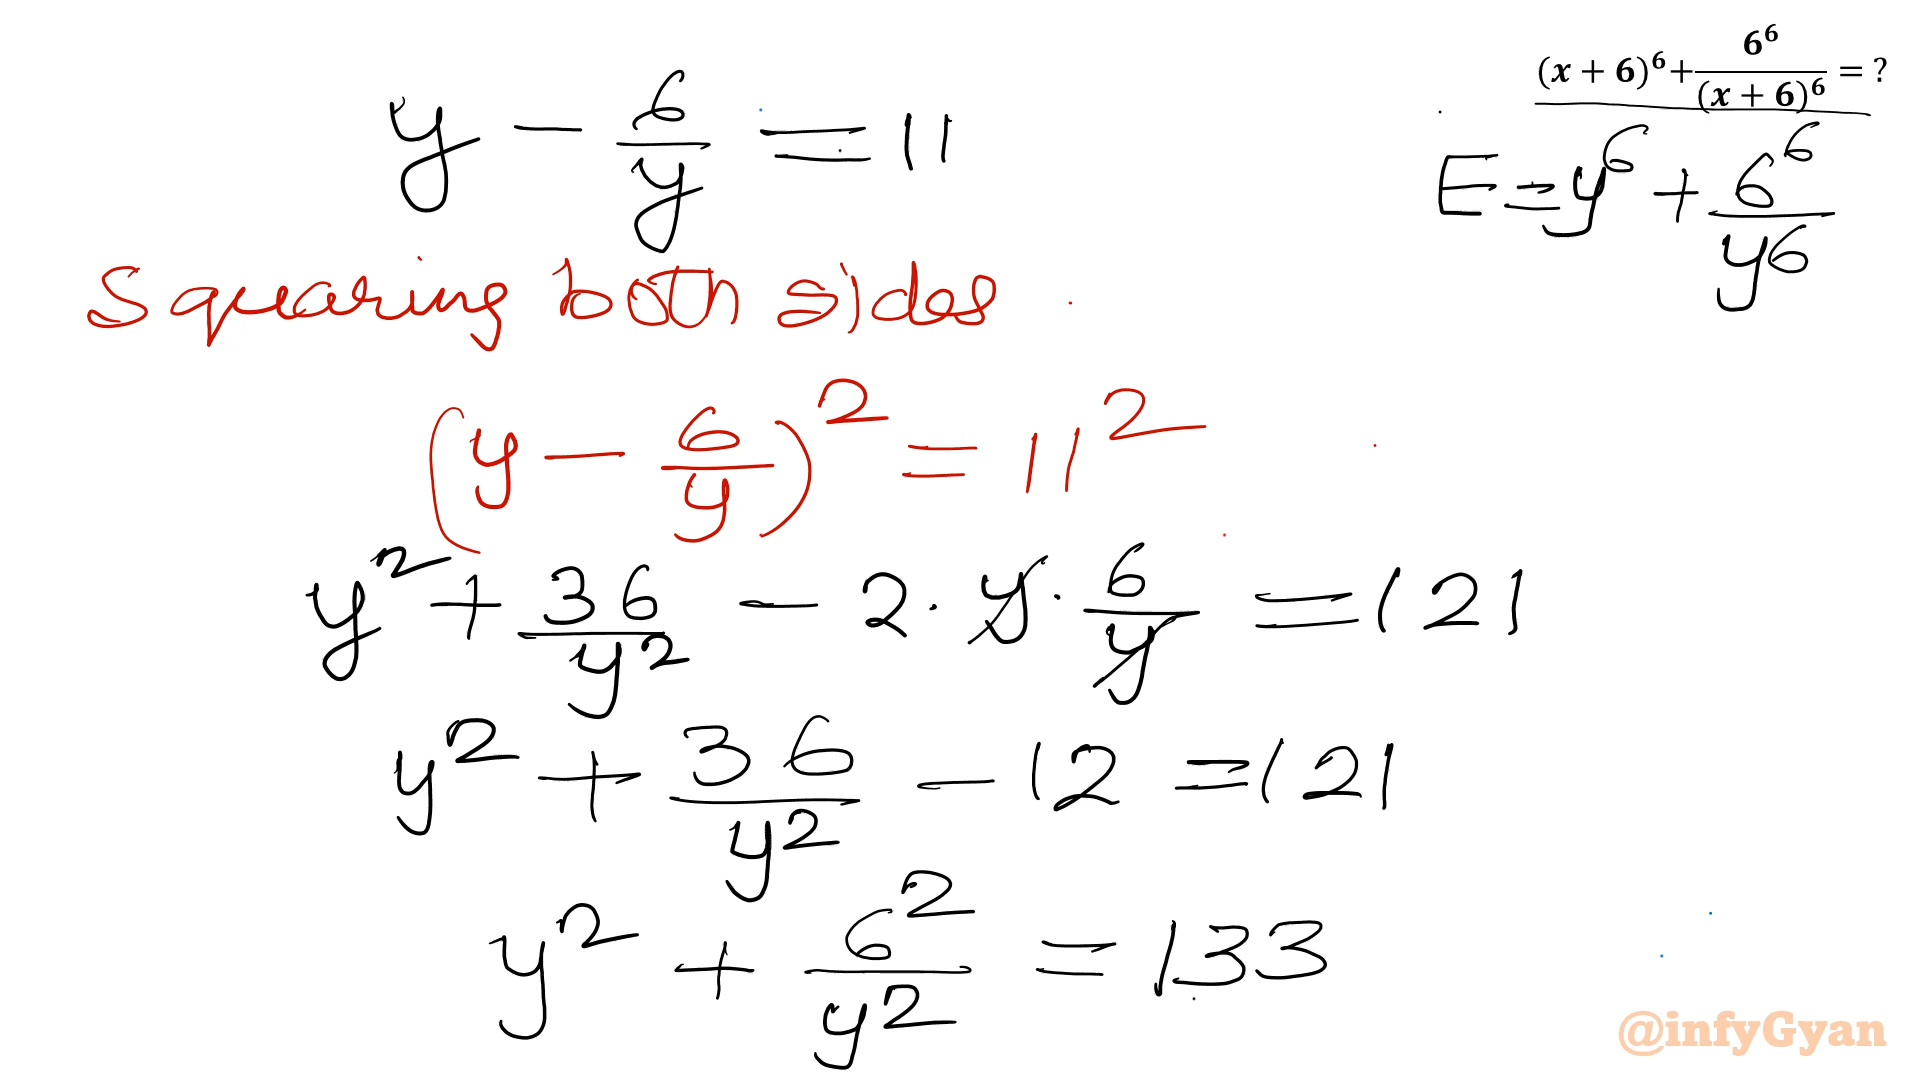 (x + 6)⁶ + 6⁶/(x + 6)⁶ = ?
y − 6/y = 11
E = y⁶ + 6⁶/y⁶
Squaring both sides
(y − 6/y)² = 11²
y² + 36/y² − 2 · y · 6/y = 121
y² + 36/y² − 12 = 121
y² + 6²/y² = 133
@infyGyan